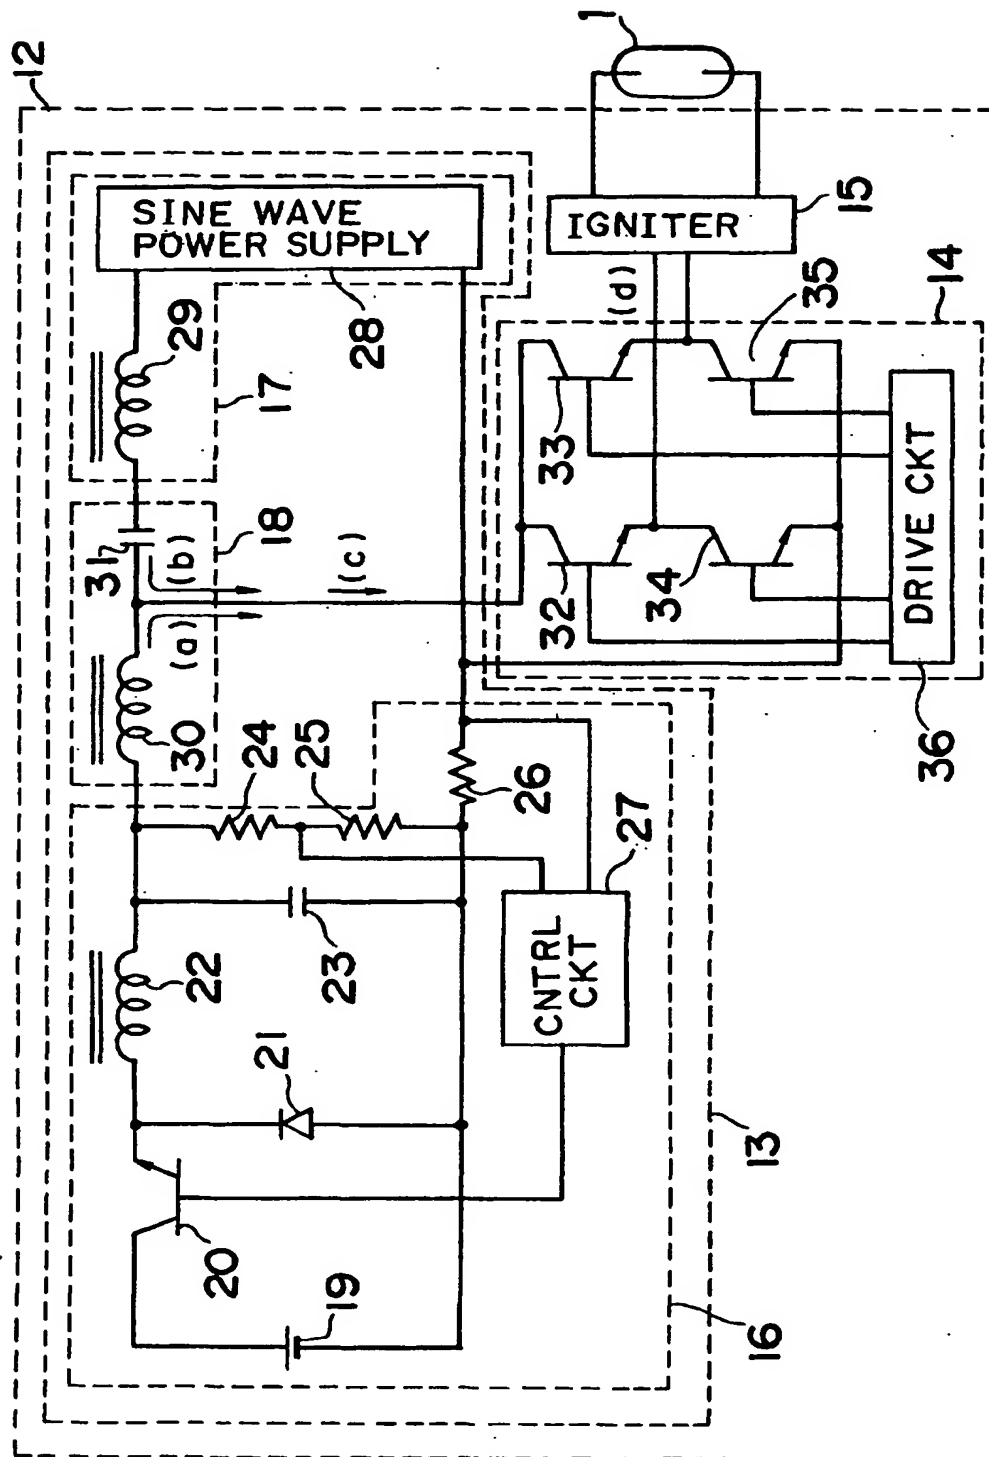 12
1
SINE WAVE
POWER SUPPLY
28
29
17
IGNITER
15
(d)
14
35
33
31
(b)
18
(c)
(a)
30
32
34
DRIVE CKT
36
24
25
26
27
22
23
CNTRL
CKT
21
20
19
13
16